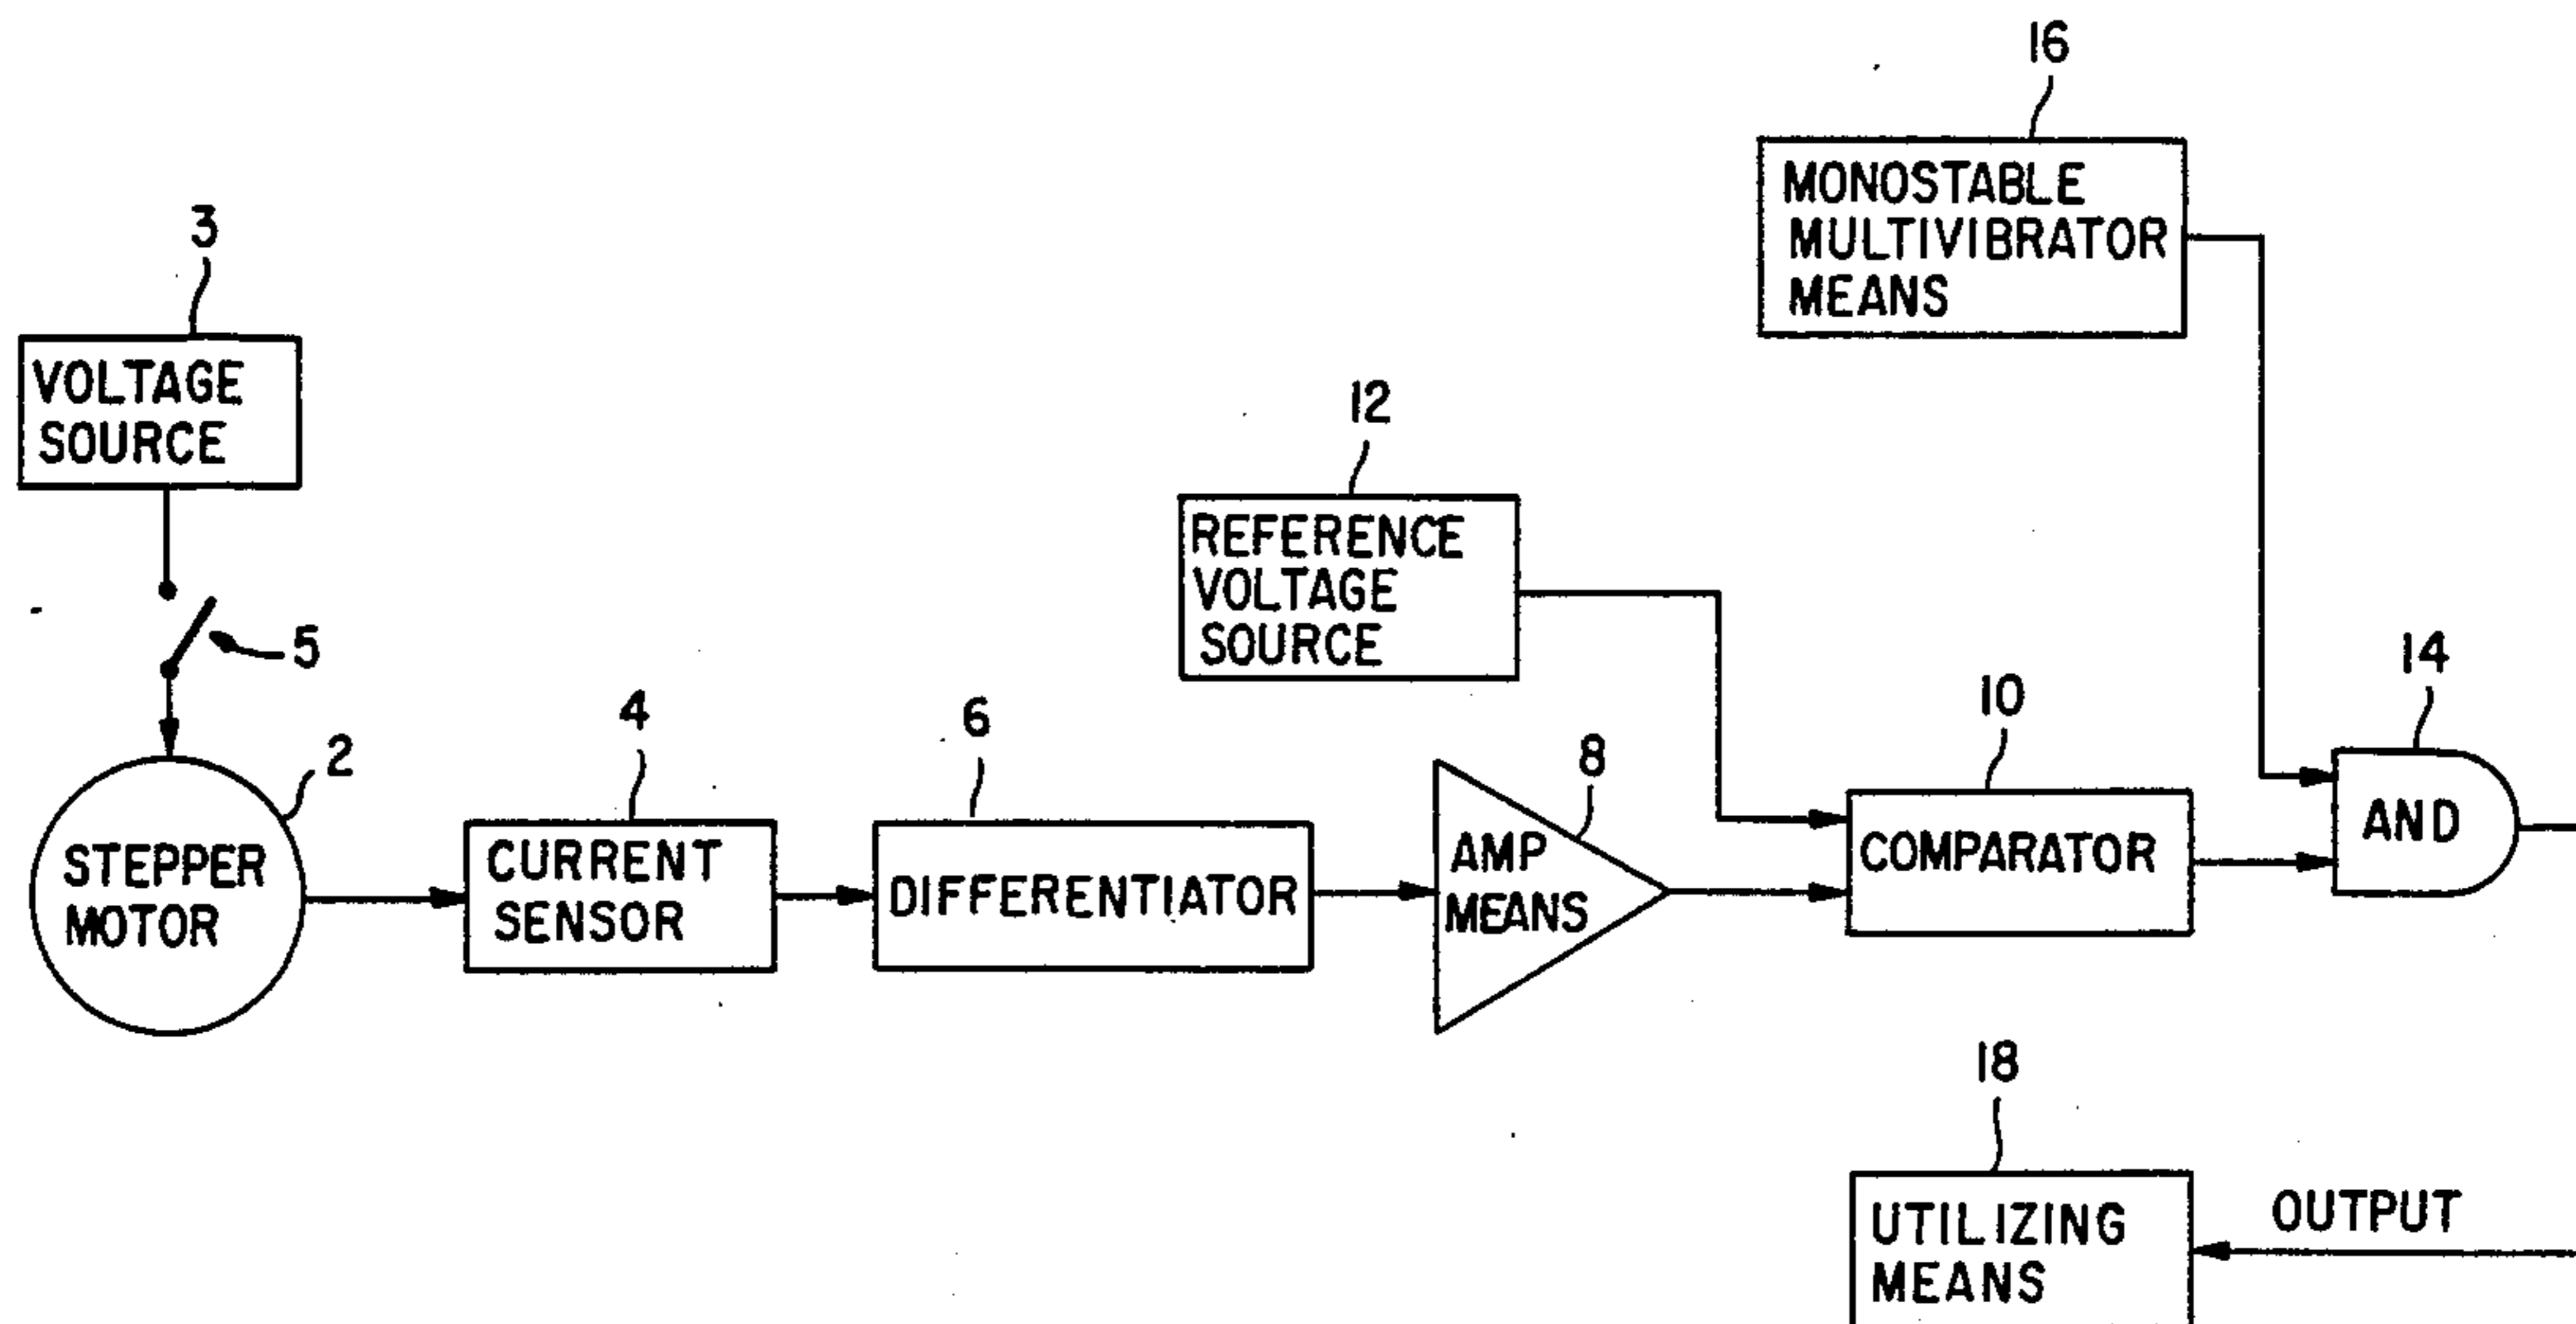 16
MONOSTABLE
MULTIVIBRATOR
MEANS
3
VOLTAGE
SOURCE
12
REFERENCE
VOLTAGE
SOURCE
5
14
AND
10
COMPARATOR
4
CURRENT
SENSOR
6
DIFFERENTIATOR
8
AMP
MEANS
2
STEPPER
MOTOR
18
UTILIZING
MEANS
OUTPUT